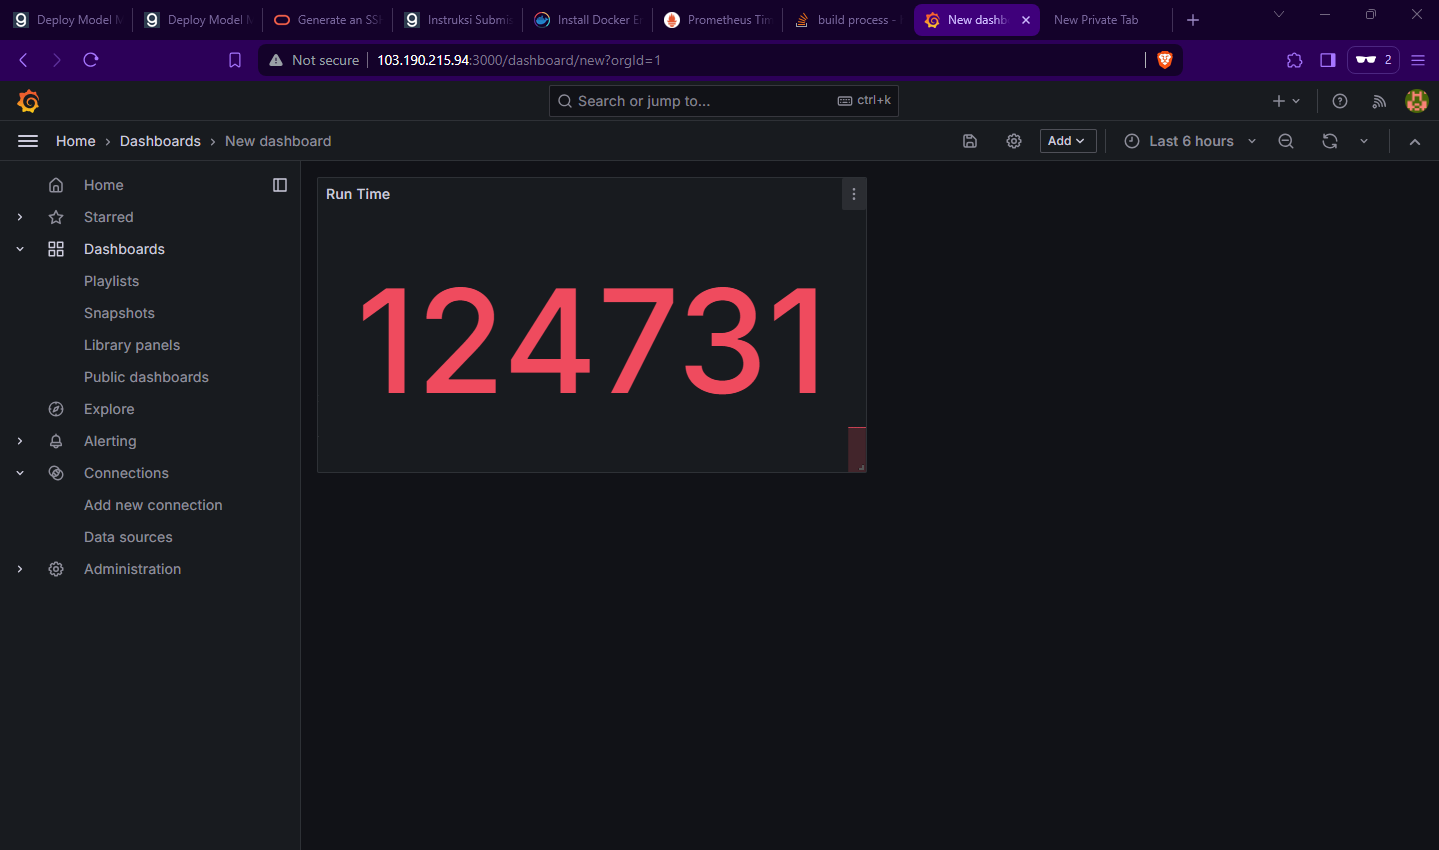 Deploy Model M
Deploy Model M
Generate an SSH
Instruksi Submis
Install Docker En
Prometheus Tim
build process -
New dashb
New Private Tab
Not secure
103.190.215.94:3000/dashboard/new?orgId=1
2
Search or jump to...
ctrl+k
Home › Dashboards › New dashboard
Add
Last 6 hours
Home
Starred
Dashboards
Playlists
Snapshots
Library panels
Public dashboards
Explore
Alerting
Connections
Add new connection
Data sources
Administration
Run Time
124731